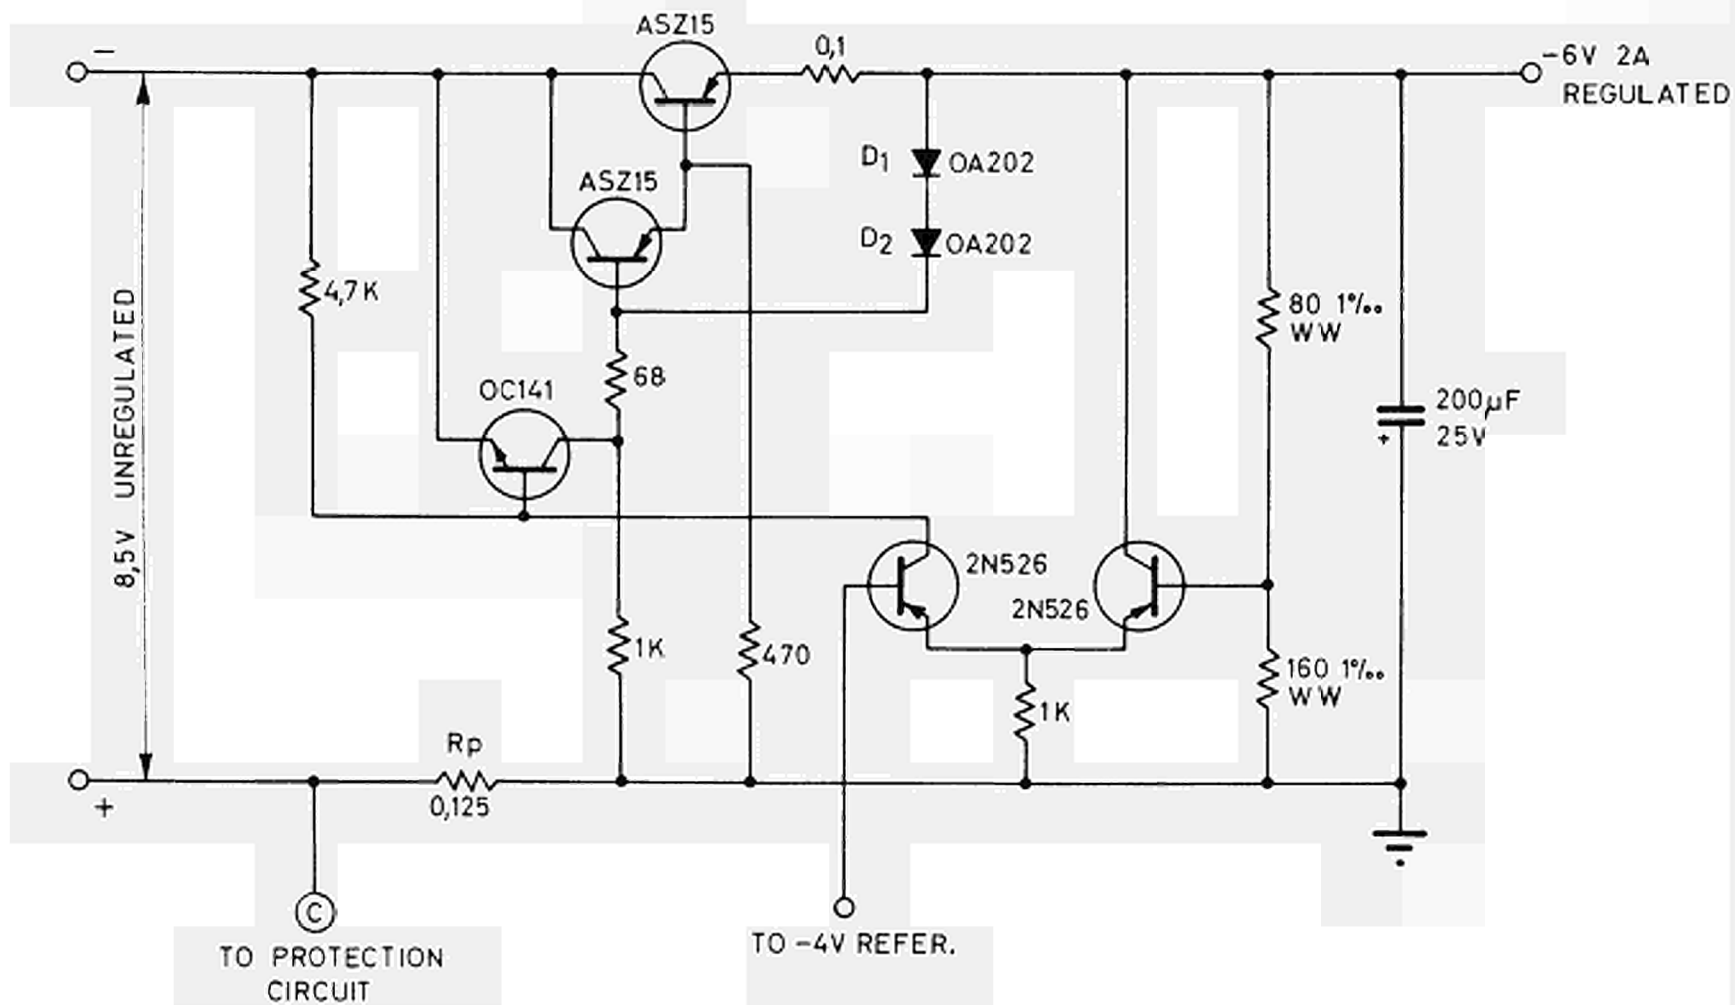 ASZ15
0,1
−
-6V 2A
REGULATED
D1 OA202
ASZ15
D2 OA202
4,7K
80 1‰
WW
68
OC141
200µF
25V
+
8,5V UNREGULATED
2N526
2N526
1K
470
160 1‰
WW
1K
Rp
0,125
+
C
TO PROTECTION
CIRCUIT
TO -4V REFER.